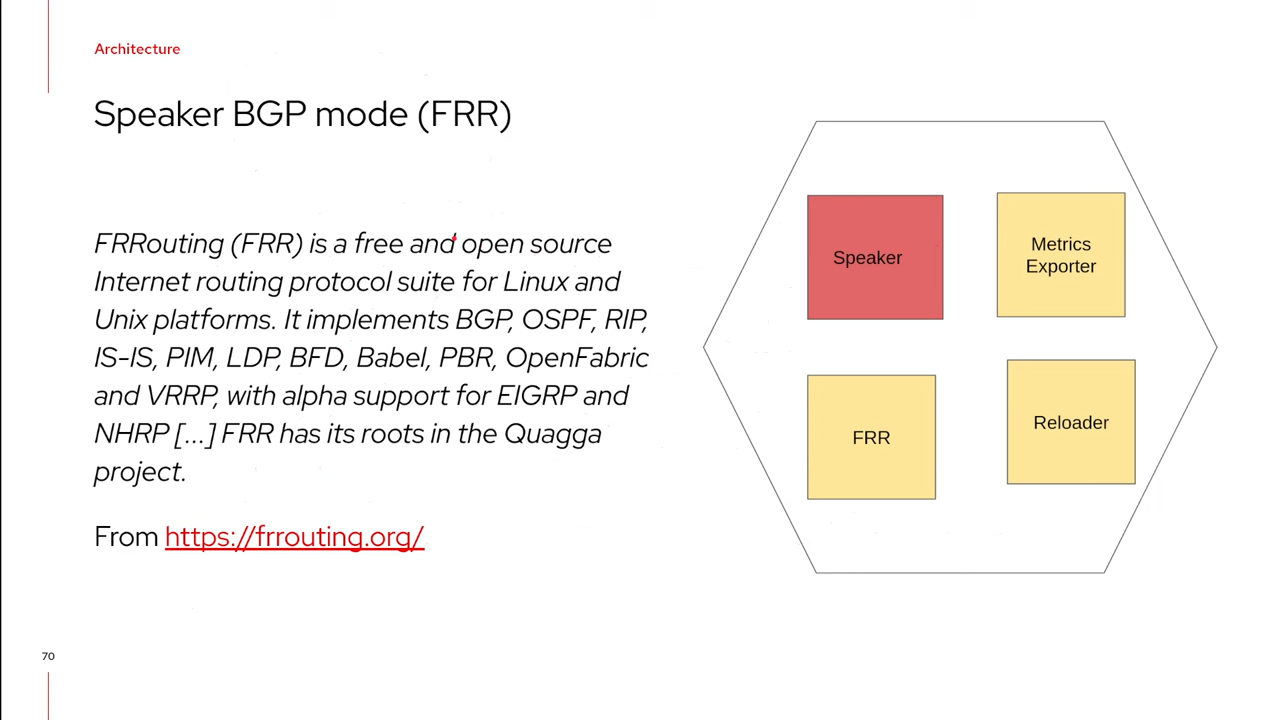 Architecture
Speaker BGP mode (FRR)
FRRouting (FRR) is a free and open source
Internet routing protocol suite for Linux and
Unix platforms. It implements BGP, OSPF, RIP,
IS-IS, PIM, LDP, BFD, Babel, PBR, OpenFabric
and VRRP, with alpha support for EIGRP and
NHRP [...] FRR has its roots in the Quagga
project.
From https://frrouting.org/
Speaker
Metrics
Exporter
FRR
Reloader
70